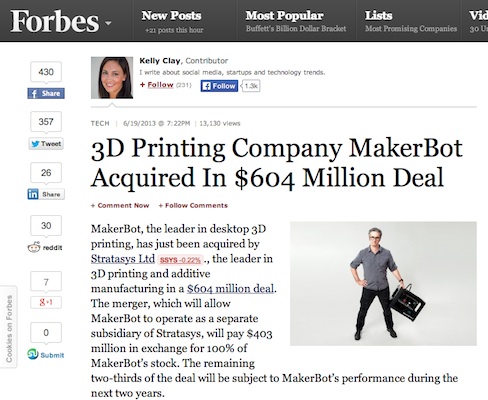 Forbes
New Posts
+21 posts this hour
Most Popular
Buffett's Billion Dollar Bracket
Lists
Most Promising Companies
Vid
30 Un
Kelly Clay, Contributor
I write about social media, startups and technology trends.
+ Follow (231) Follow 1.3k
430
Share
357
Tweet
26
Share
30
reddit
7
+1
0
Submit
Cookies on Forbes
TECH | 6/19/2013 @ 7:22PM | 13,130 views
3D Printing Company MakerBot
Acquired In $604 Million Deal
+ Comment Now + Follow Comments
MakerBot, the leader in desktop 3D
printing, has just been acquired by
Stratasys Ltd SSYS -0.22% ., the leader in
3D printing and additive
manufacturing in a $604 million deal.
The merger, which will allow
MakerBot to operate as a separate
subsidiary of Stratasys, will pay $403
million in exchange for 100% of
MakerBot's stock. The remaining
two-thirds of the deal will be subject to MakerBot's performance during the
next two years.